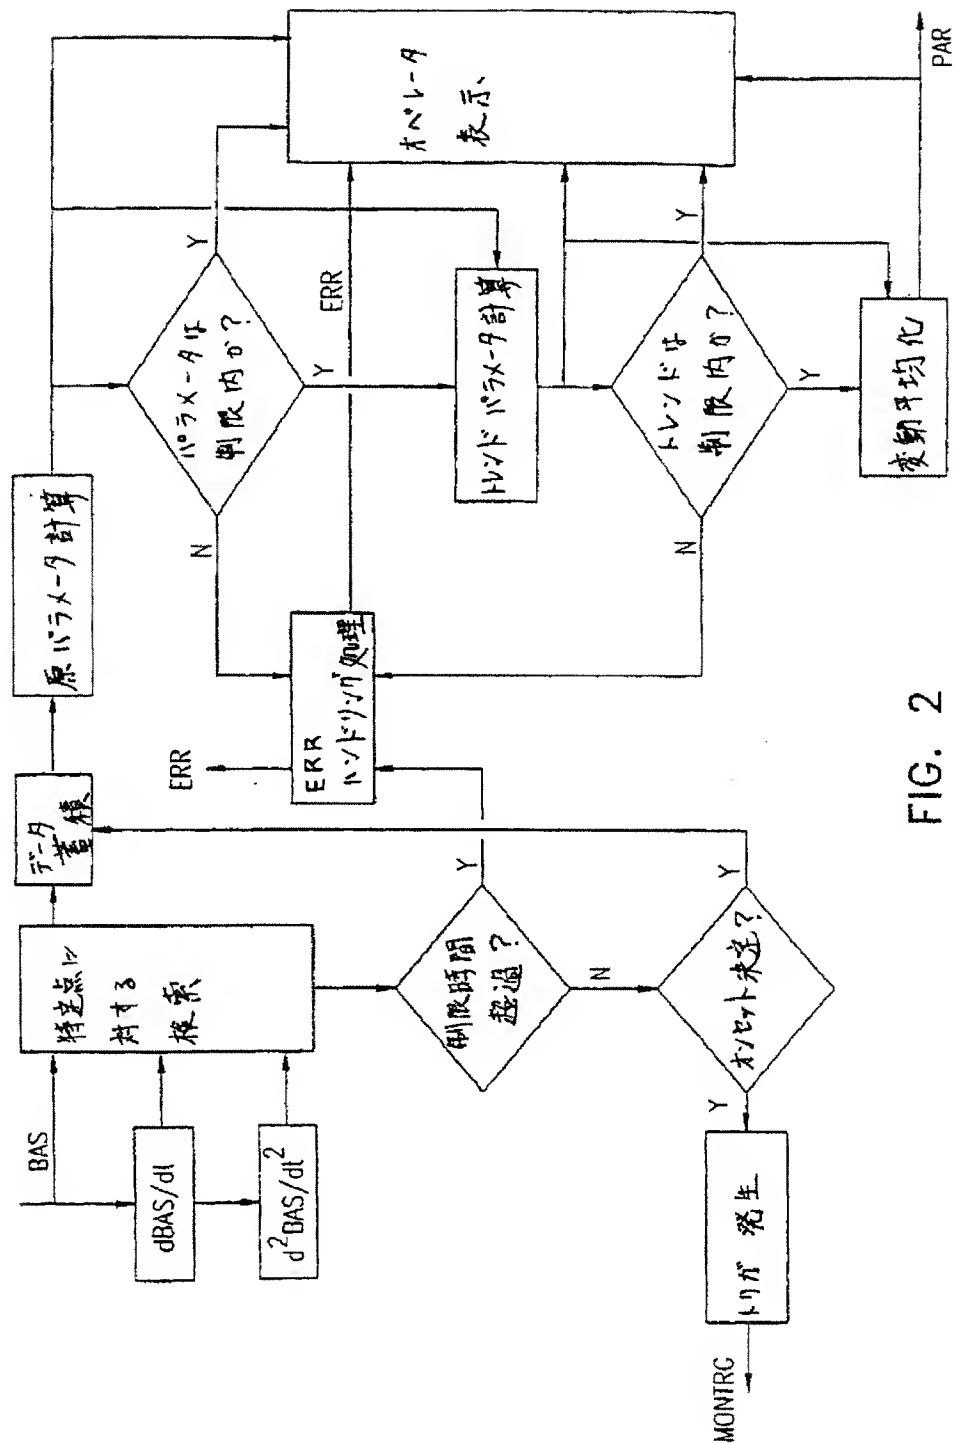 BAS
dBAS/dt
d²BAS/dt²
特定点に
対する
検索
データ
蓄積
原パラメータ計算
制限時間
超過?
Y
N
オンセット決定?
Y
Y
トリガ 発生
MONTRG
ERR
ERR
ハンドリング処理
ERR
パラメータは
制限内か?
Y
N
Y
トレンドパラメータ計算
トレンドは
制限内か?
Y
N
Y
変動平均化
オペレータ
表示
PAR
FIG. 2